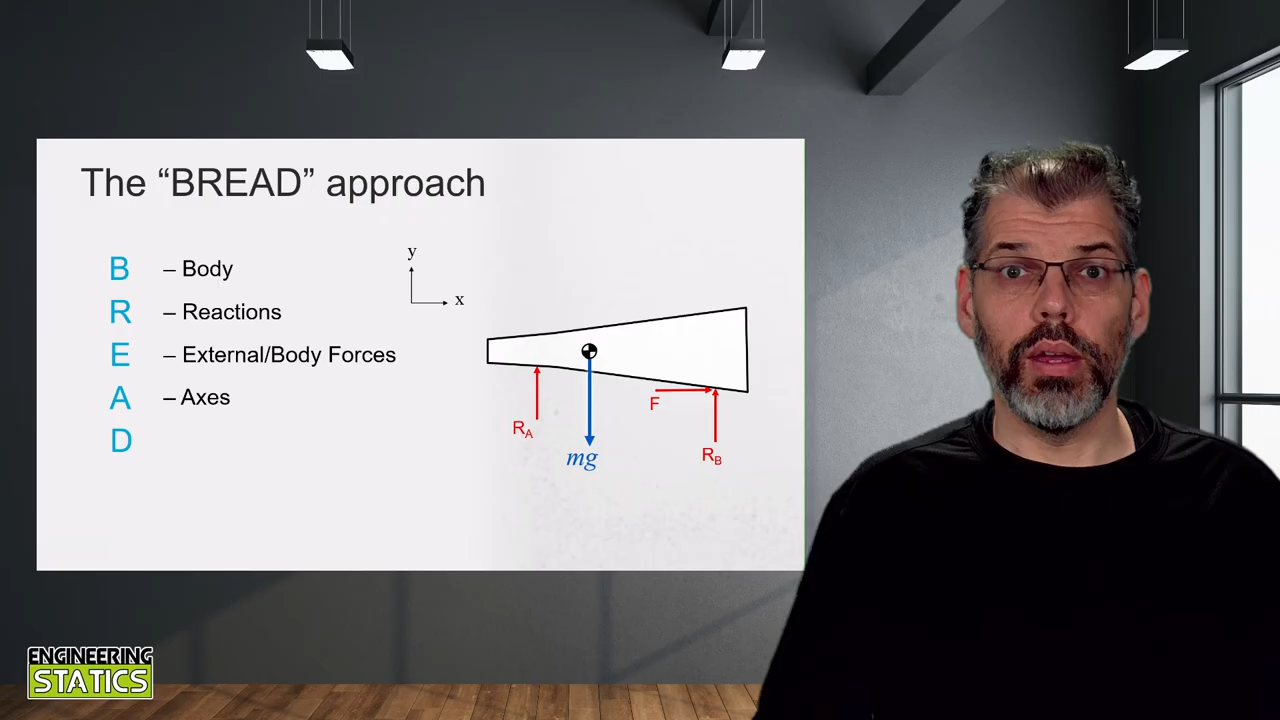 The “BREAD” approach
B – Body
R – Reactions
E – External/Body Forces
A – Axes
D
y
x
R_A
mg
F
R_B
ENGINEERING
STATICS